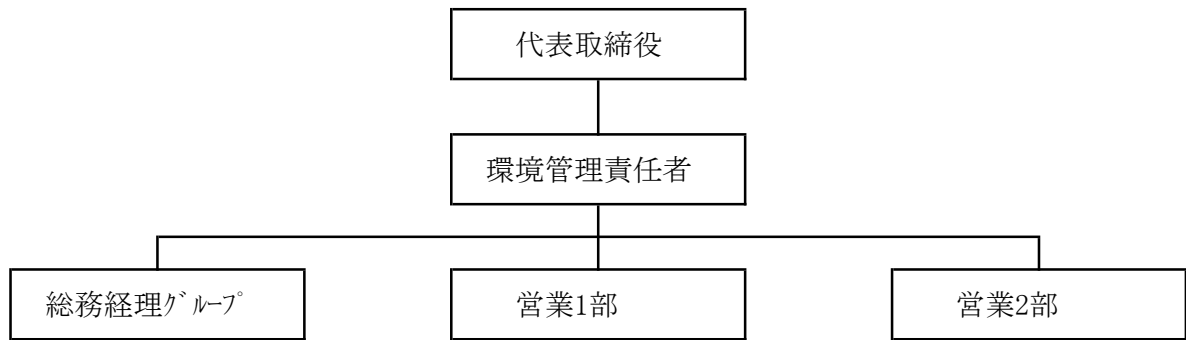 代表取締役
環境管理責任者
総務経理ｸﾞﾙｰﾌﾟ
営業1部
営業2部